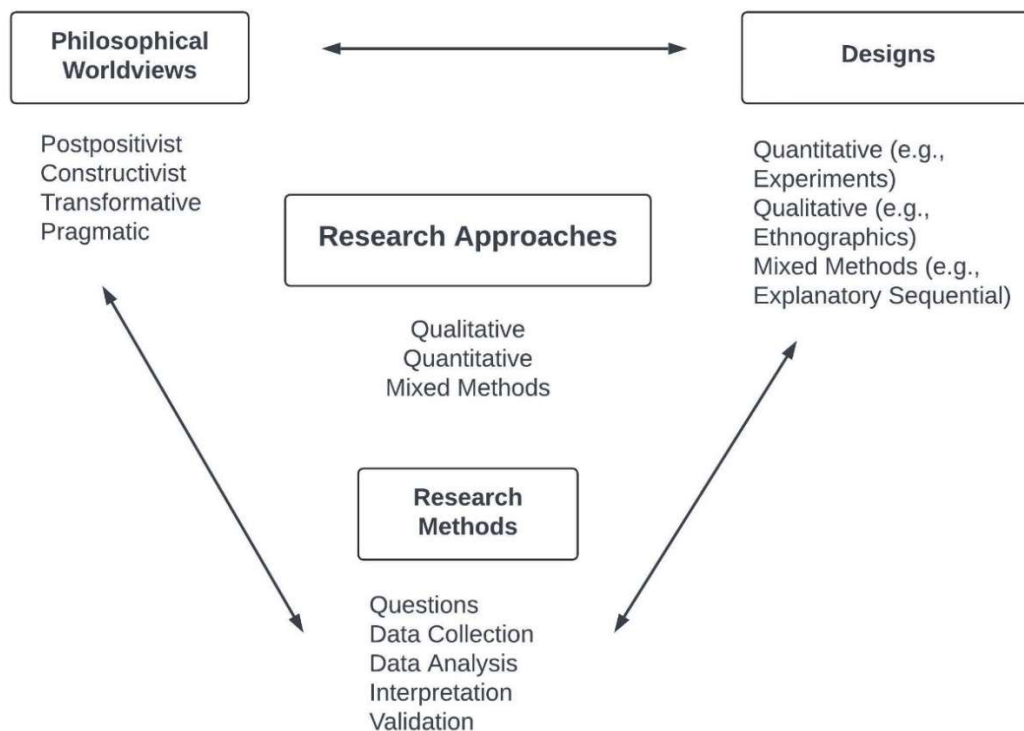 Philosophical
Worldviews
Postpositivist
Constructivist
Transformative
Pragmatic
Designs
Quantitative (e.g.,
Experiments)
Qualitative (e.g.,
Ethnographics)
Mixed Methods (e.g.,
Explanatory Sequential)
Research Approaches
Qualitative
Quantitative
Mixed Methods
Research
Methods
Questions
Data Collection
Data Analysis
Interpretation
Validation